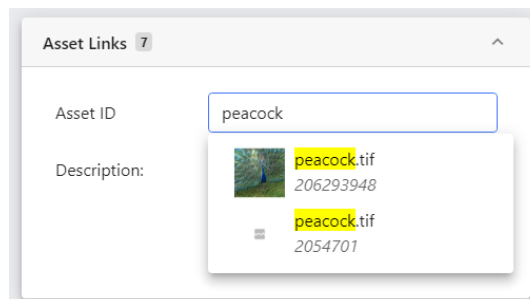 Asset Links 7
Asset ID
peacock
peacock.tif
206293948
Description:
peacock.tif
2054701